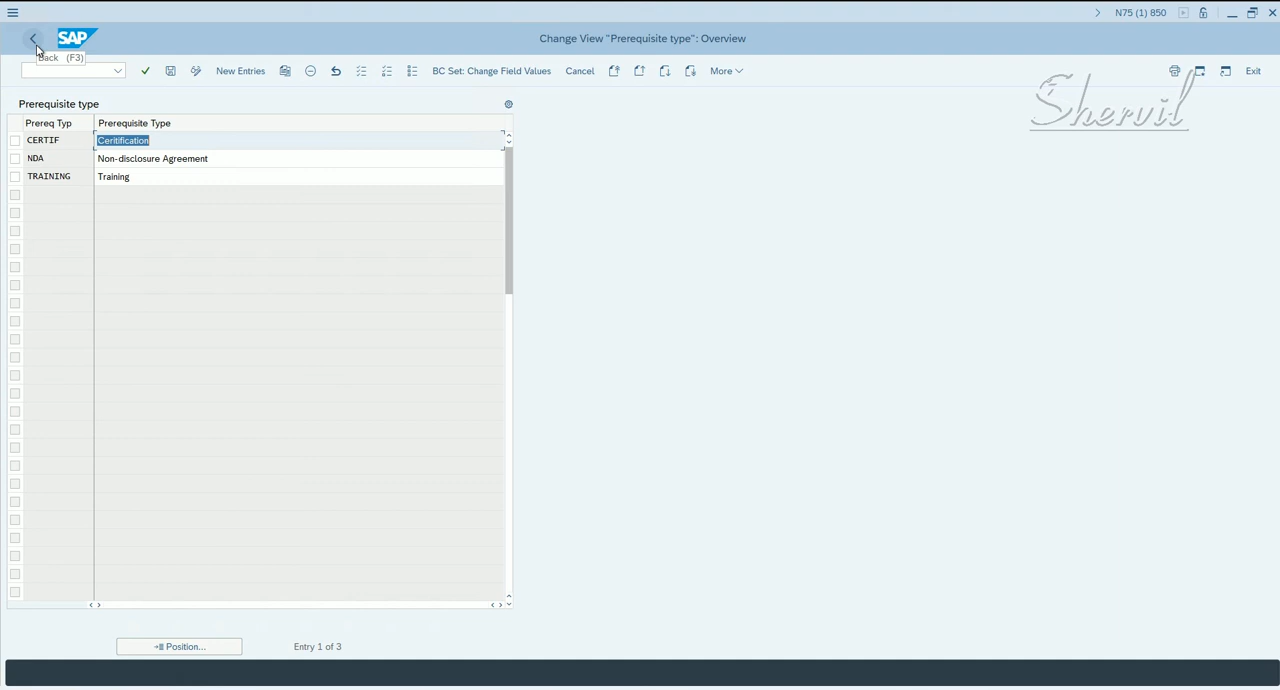 N75 (1) 850
SAP
Change View "Prerequisite type": Overview
Back (F3)
New Entries
BC Set: Change Field Values
Cancel
More
Exit
Shervil
Prerequisite type
Prereq Typ
Prerequisite Type
CERTIF
Ceritification
NDA
Non-disclosure Agreement
TRAINING
Training
Position...
Entry 1 of 3